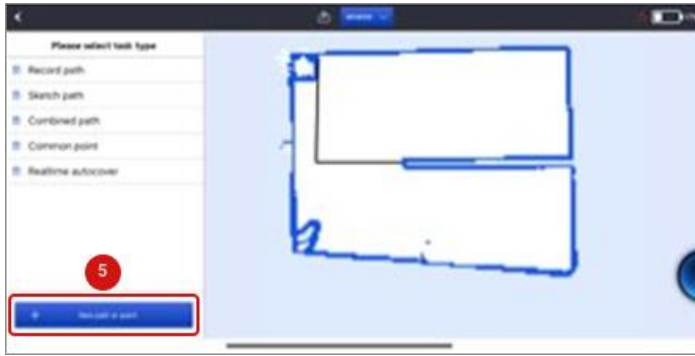 Please select task type
Record path
Sketch path
Combined path
Common point
Realtime autocover
5